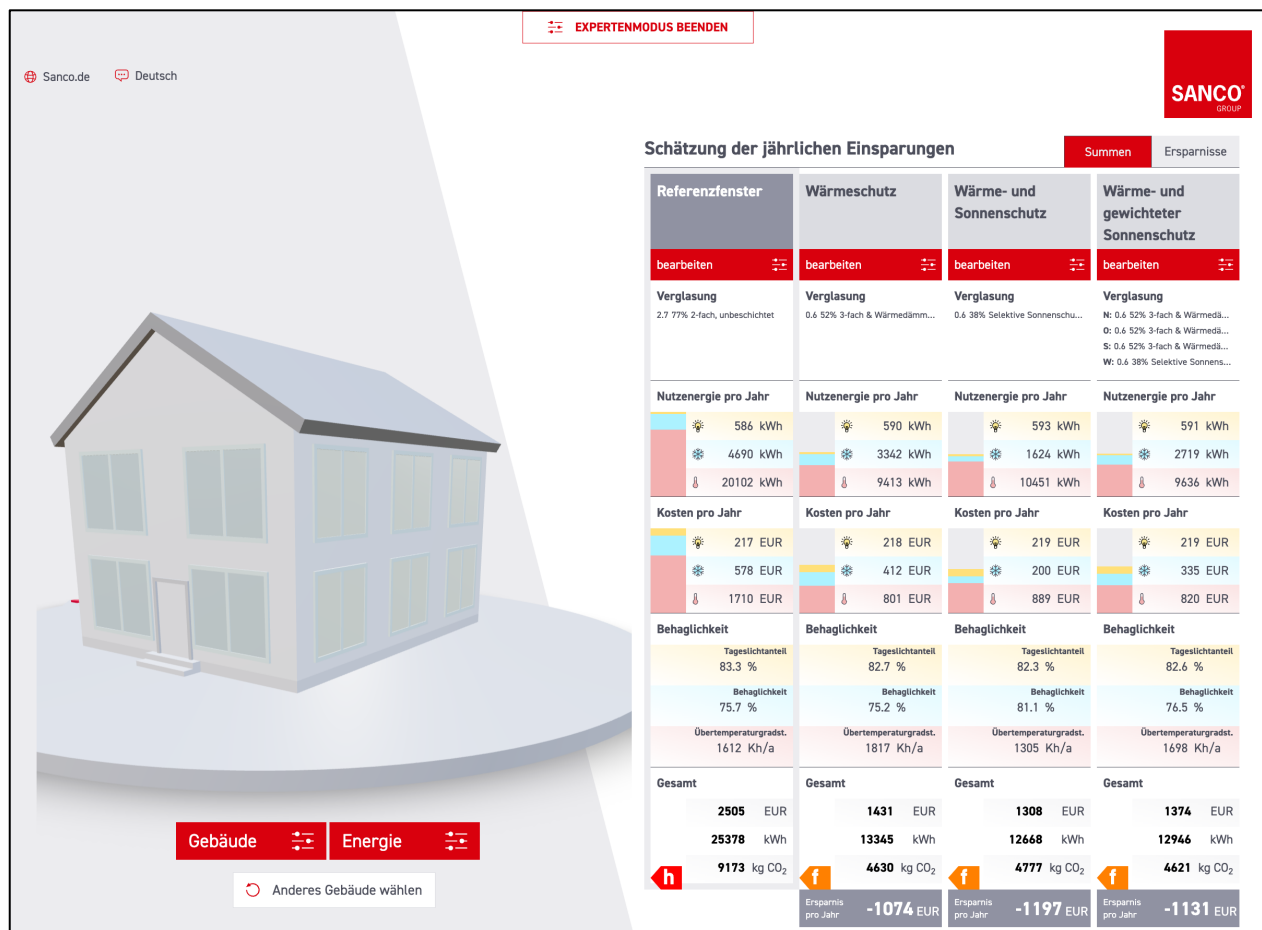 EXPERTENMODUS BEENDEN
Sanco.de
Deutsch
SANCO®
GROUP
Schätzung der jährlichen Einsparungen
Summen
Ersparnisse
Referenzfenster
bearbeiten
Verglasung
2.7 77% 2-fach, unbeschichtet
Nutzenergie pro Jahr
586 kWh
4690 kWh
20102 kWh
Kosten pro Jahr
217 EUR
578 EUR
1710 EUR
Behaglichkeit
Tageslichtanteil
83.3 %
Behaglichkeit
75.7 %
Übertemperaturgradst.
1612 Kh/a
Gesamt
2505 EUR
25378 kWh
9173 kg CO₂
h
Wärmeschutz
bearbeiten
Verglasung
0.6 52% 3-fach & Wärmedämm...
Nutzenergie pro Jahr
590 kWh
3342 kWh
9413 kWh
Kosten pro Jahr
218 EUR
412 EUR
801 EUR
Behaglichkeit
Tageslichtanteil
82.7 %
Behaglichkeit
75.2 %
Übertemperaturgradst.
1817 Kh/a
Gesamt
1431 EUR
13345 kWh
4630 kg CO₂
f
Ersparnis
pro Jahr
-1074 EUR
Wärme- und
Sonnenschutz
bearbeiten
Verglasung
0.6 38% Selektive Sonnenschu...
Nutzenergie pro Jahr
593 kWh
1624 kWh
10451 kWh
Kosten pro Jahr
219 EUR
200 EUR
889 EUR
Behaglichkeit
Tageslichtanteil
82.3 %
Behaglichkeit
81.1 %
Übertemperaturgradst.
1305 Kh/a
Gesamt
1308 EUR
12668 kWh
4777 kg CO₂
f
Ersparnis
pro Jahr
-1197 EUR
Wärme- und
gewichteter
Sonnenschutz
bearbeiten
Verglasung
N: 0.6 52% 3-fach & Wärmedä...
O: 0.6 52% 3-fach & Wärmedä...
S: 0.6 52% 3-fach & Wärmedä...
W: 0.6 38% Selektive Sonnens...
Nutzenergie pro Jahr
591 kWh
2719 kWh
9636 kWh
Kosten pro Jahr
219 EUR
335 EUR
820 EUR
Behaglichkeit
Tageslichtanteil
82.6 %
Behaglichkeit
76.5 %
Übertemperaturgradst.
1698 Kh/a
Gesamt
1374 EUR
12946 kWh
4621 kg CO₂
f
Ersparnis
pro Jahr
-1131 EUR
Gebäude
Energie
Anderes Gebäude wählen